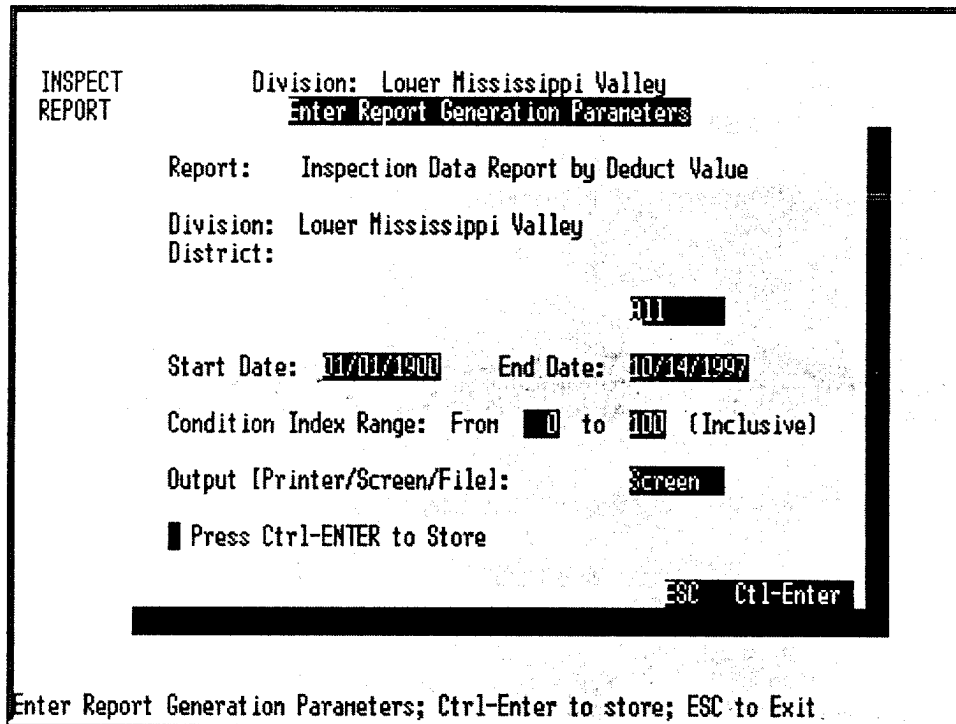 INSPECT Division: Lower Mississippi Valley
REPORT Enter Report Generation Parameters
Report: Inspection Data Report by Deduct Value
Division: Lower Mississippi Valley
District:
All
Start Date: 01/01/1900 End Date: 10/14/1997
Condition Index Range: From 0 to 100 (Inclusive)
Output [Printer/Screen/File]: Screen
Press Ctrl-ENTER to Store
ESC Ctl-Enter
Enter Report Generation Parameters; Ctrl-Enter to store; ESC to Exit